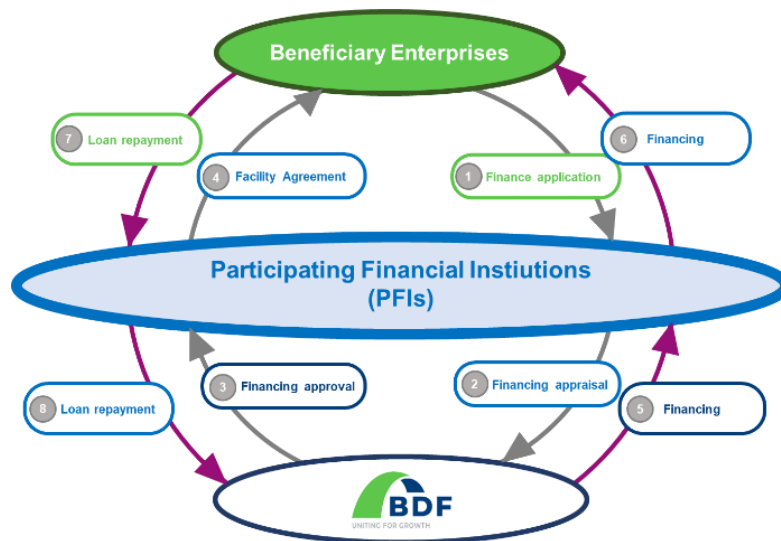 Beneficiary Enterprises
7 Loan repayment
6 Financing
4 Facility Agreement
1 Finance application
Participating Financial Instiutions
(PFIs)
3 Financing approval
2 Financing appraisal
8 Loan repayment
5 Financing
BDF
UNITING FOR GROWTH